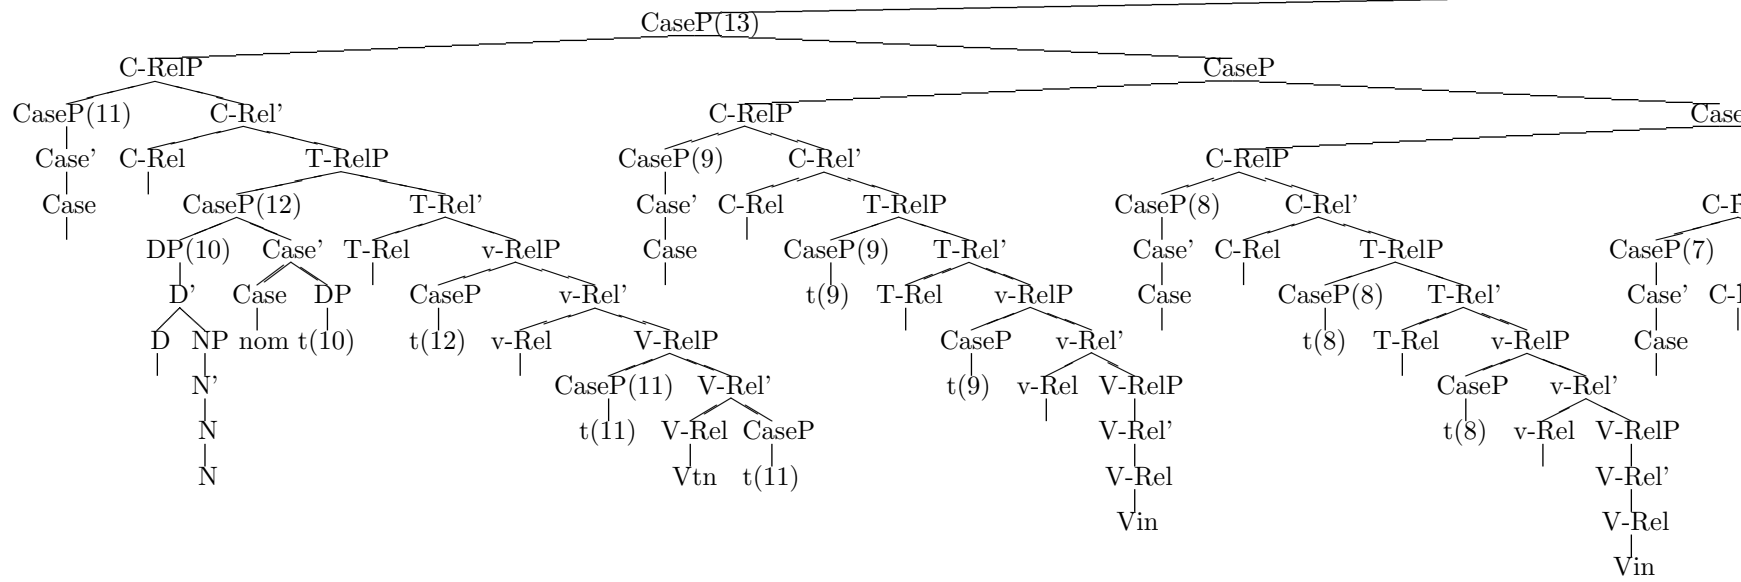 CaseP(13)
C-RelP CaseP
CaseP(11) C-Rel' C-RelP Case
Case' C-Rel T-RelP CaseP(9) C-Rel' C-RelP
Case CaseP(12) T-Rel' Case' C-Rel T-RelP CaseP(8) C-Rel'
DP(10) Case' T-Rel v-RelP Case CaseP(9) T-Rel' Case' C-Rel T-RelP CaseP(7)
D' Case DP CaseP v-Rel' t(9) T-Rel v-RelP Case CaseP(8) T-Rel' Case'
D NP nom t(10) t(12) v-Rel V-RelP CaseP v-Rel' t(8) T-Rel v-RelP Case
N' CaseP(11) V-Rel' t(9) v-Rel V-RelP CaseP v-Rel'
N t(11) V-Rel CaseP V-Rel' t(8) v-Rel V-RelP
N Vtn t(11) V-Rel V-Rel'
Vin V-Rel
Vin